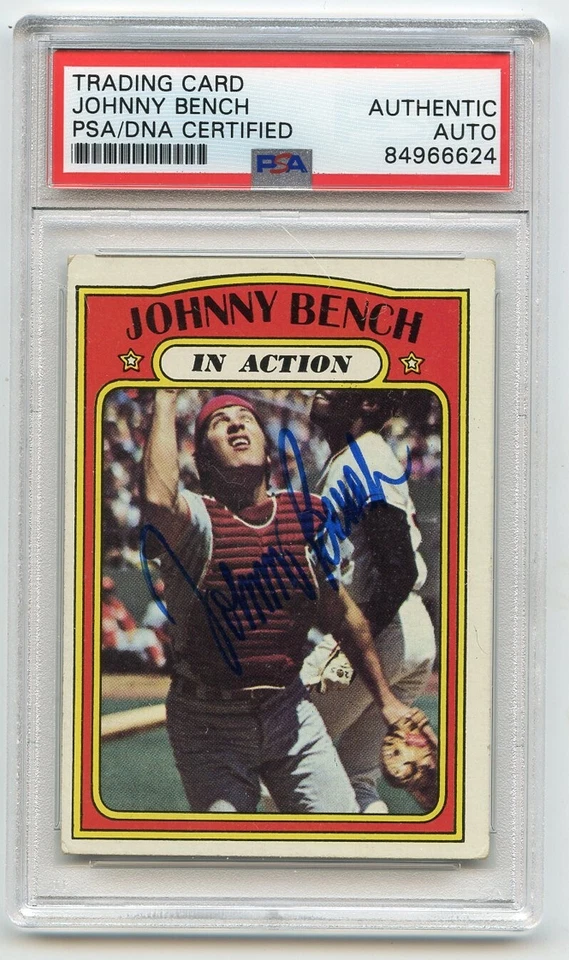 TRADING CARD
JOHNNY BENCH
PSA/DNA CERTIFIED
AUTHENTIC
AUTO
84966624
PSA
JOHNNY BENCH
IN ACTION
Johnny Bench